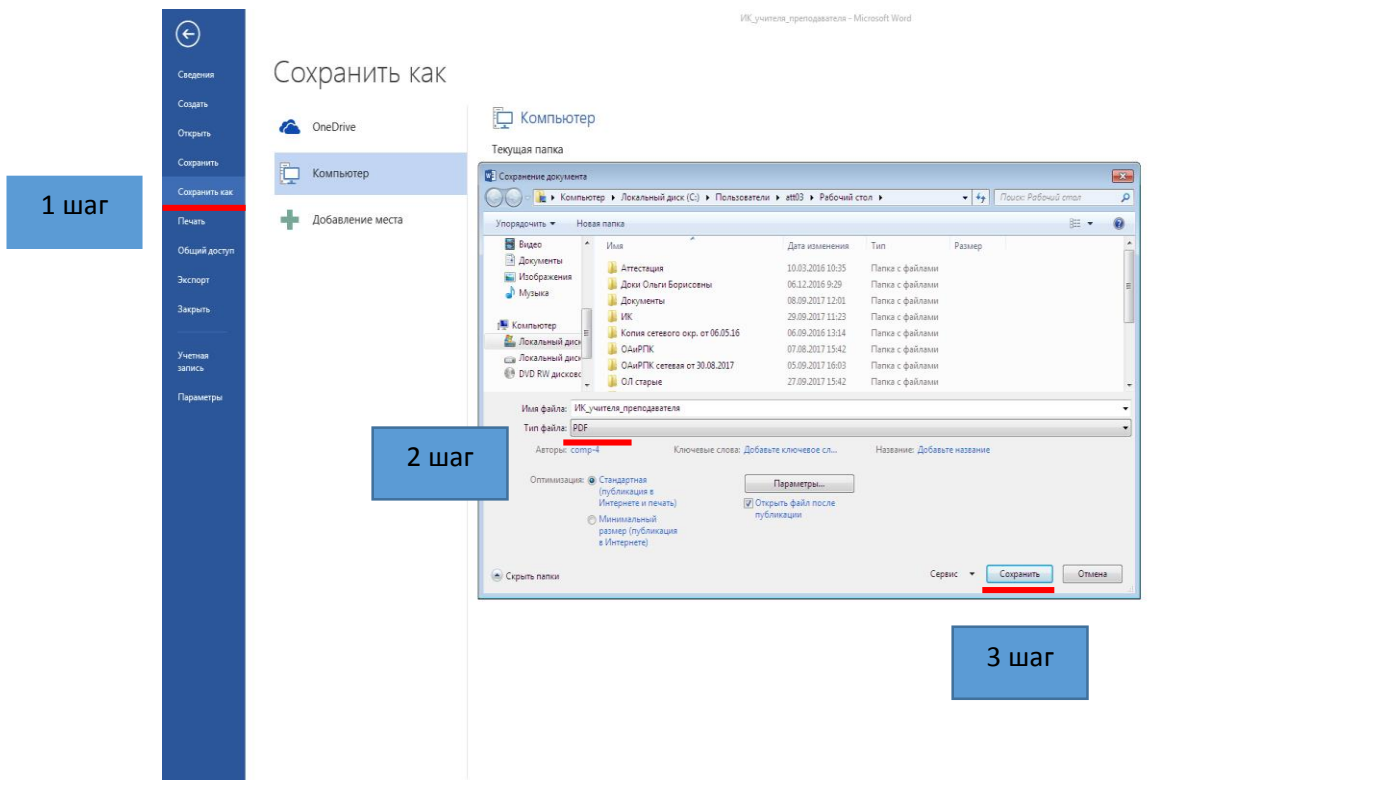 ИК_учителя_преподавателя - Microsoft Word
Сведения
Создать
Открыть
Сохранить
Сохранить как
Печать
Общий доступ
Экспорт
Закрыть
Учетная
запись
Параметры
1 шаг
Сохранить как
OneDrive
Компьютер
Добавление места
Компьютер
Текущая папка
Сохранение документа
Компьютер Локальный диск (C:) Пользователи att03 Рабочий стол
Поиск: Рабочий стол
Упорядочить Новая папка
Видео
Документы
Изображения
Музыка
Компьютер
Локальный диск
Локальный диск
DVD RW дисково
Имя Дата изменения Тип Размер
Аттестация 10.03.2016 10:35 Папка с файлами
Доки Ольги Борисовны 06.12.2016 9:29 Папка с файлами
Документы 08.09.2017 12:01 Папка с файлами
ИК 29.09.2017 11:23 Папка с файлами
Копия сетевого окр. от 06.05.16 06.09.2016 13:14 Папка с файлами
ОАиРПК 07.08.2017 15:42 Папка с файлами
ОАиРПК сетевая от 30.08.2017 05.09.2017 16:03 Папка с файлами
ОЛ старые 27.09.2017 15:42 Папка с файлами
Имя файла: ИК_учителя_преподавателя
Тип файла: PDF
2 шаг
Авторы: comp-4 Ключевые слова: Добавьте ключевое сл... Название: Добавьте название
Оптимизация: Стандартная
(публикация в
Интернете и печать)
Минимальный
размер (публикация
в Интернете)
Параметры...
Открыть файл после
публикации
Скрыть папки
Сервис Сохранить Отмена
3 шаг